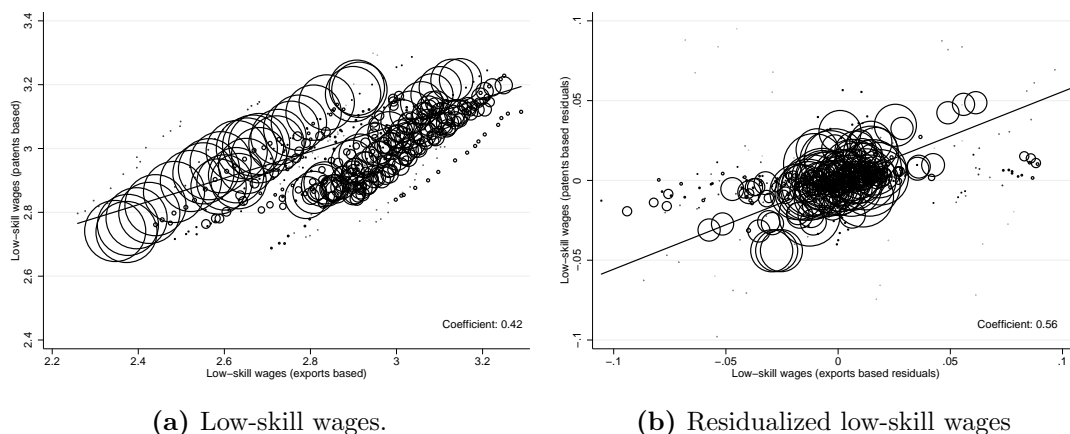 3.4
3.2
3
2.8
2.6
2.4
Low−skill wages (patents based)
Coefficient: 0.42
2.2 2.4 2.6 2.8 3 3.2
Low−skill wages (exports based)
.1
.05
0
−.05
−.1
Low−skill wages (patents based residuals)
Coefficient: 0.56
−.1 −.05 0 .05 .1
Low−skill wages (exports based residuals)
(a) Low-skill wages.
(b) Residualized low-skill wages